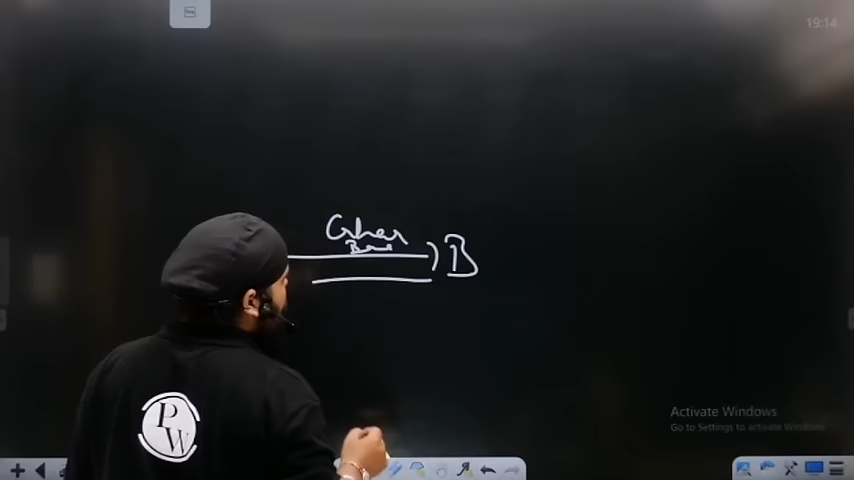 19:14
Ghar
B
PW
Activate Windows
Go to Settings to activate Windows.